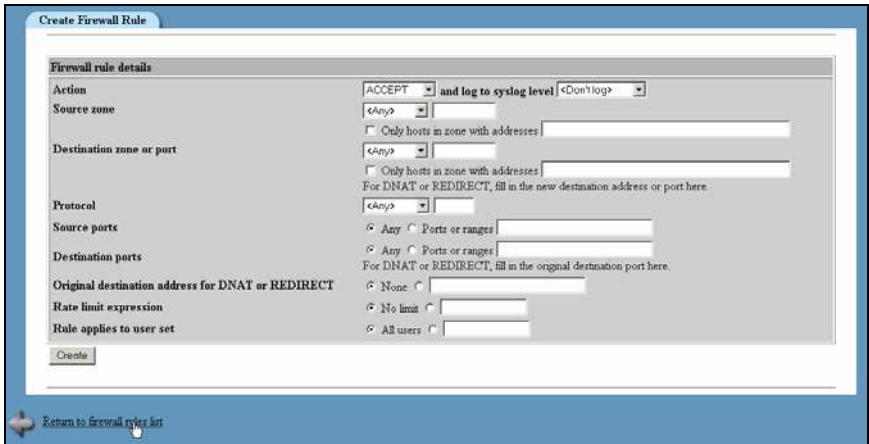 Create Firewall Rule
Firewall rule details
Action ACCEPT and log to syslog level <Don't log>
Source zone <Any>
Only hosts in zone with addresses
Destination zone or port <Any>
Only hosts in zone with addresses
For DNAT or REDIRECT, fill in the new destination address or port here.
Protocol <Any>
Source ports Any Ports or ranges
Destination ports Any Ports or ranges
For DNAT or REDIRECT, fill in the original destination port here.
Original destination address for DNAT or REDIRECT None
Rate limit expression No limit
Rule applies to user set All users
Create
Return to firewall rules list